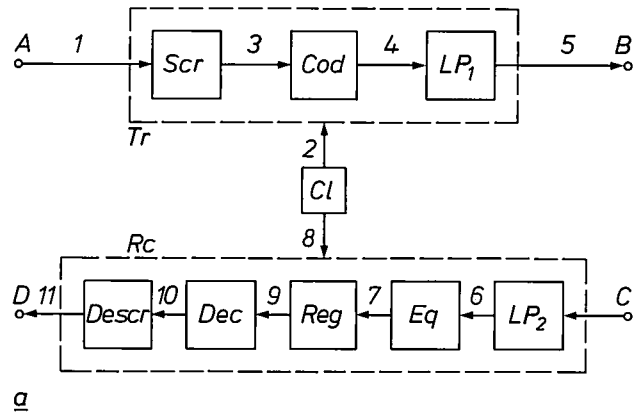 A 1 3 4 5 B
Scr Cod LP₁
Tr
2
Cl
8
Rc
D 11 10 9 7 6 C
Descr Dec Reg Eq LP₂
a